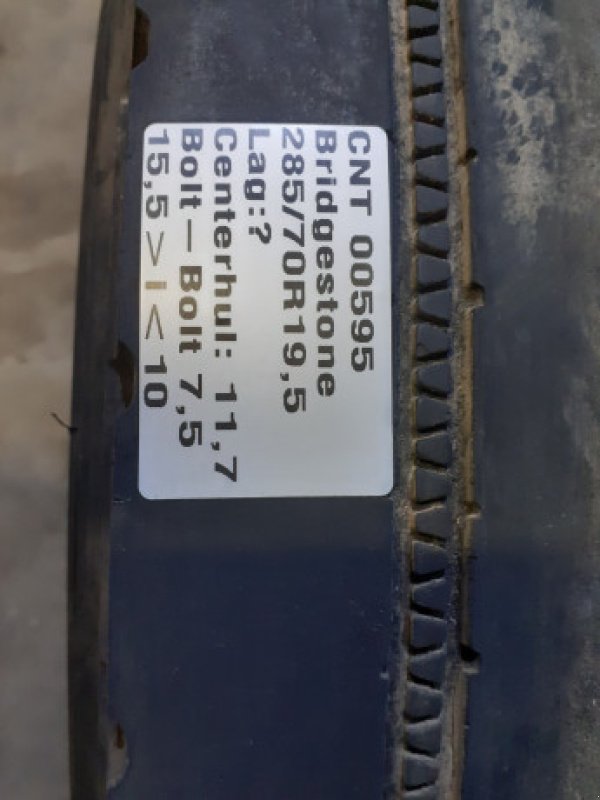 CNT 00595
Bridgestone
285/70R19,5
Lag:?
Centerhul: 11,7
Bolt — Bolt 7,5
15,5 > | < 10